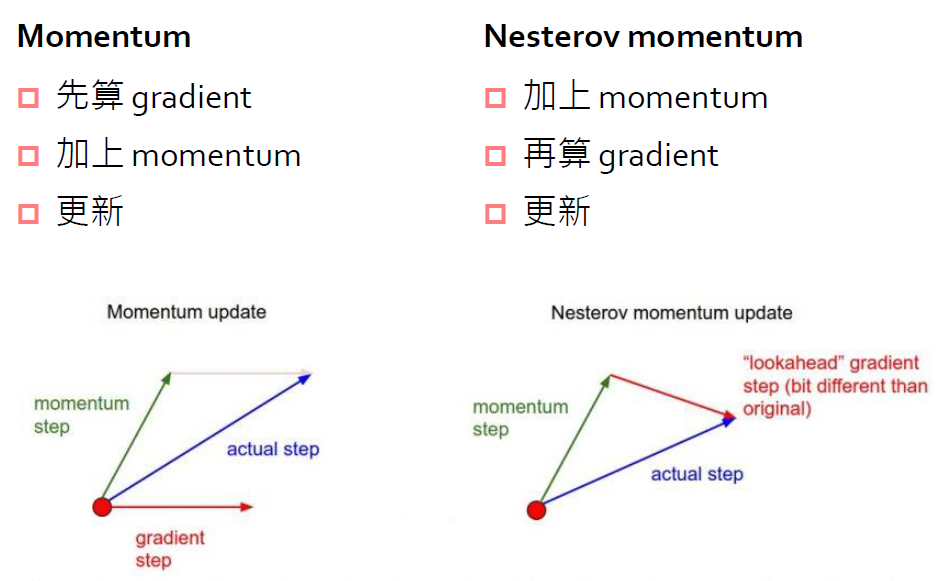 Momentum
先算 gradient
加上 momentum
更新
Momentum update
momentum
step
actual step
gradient
step
Nesterov momentum
加上 momentum
再算 gradient
更新
Nesterov momentum update
"lookahead" gradient
step (bit different than
original)
momentum
step
actual step